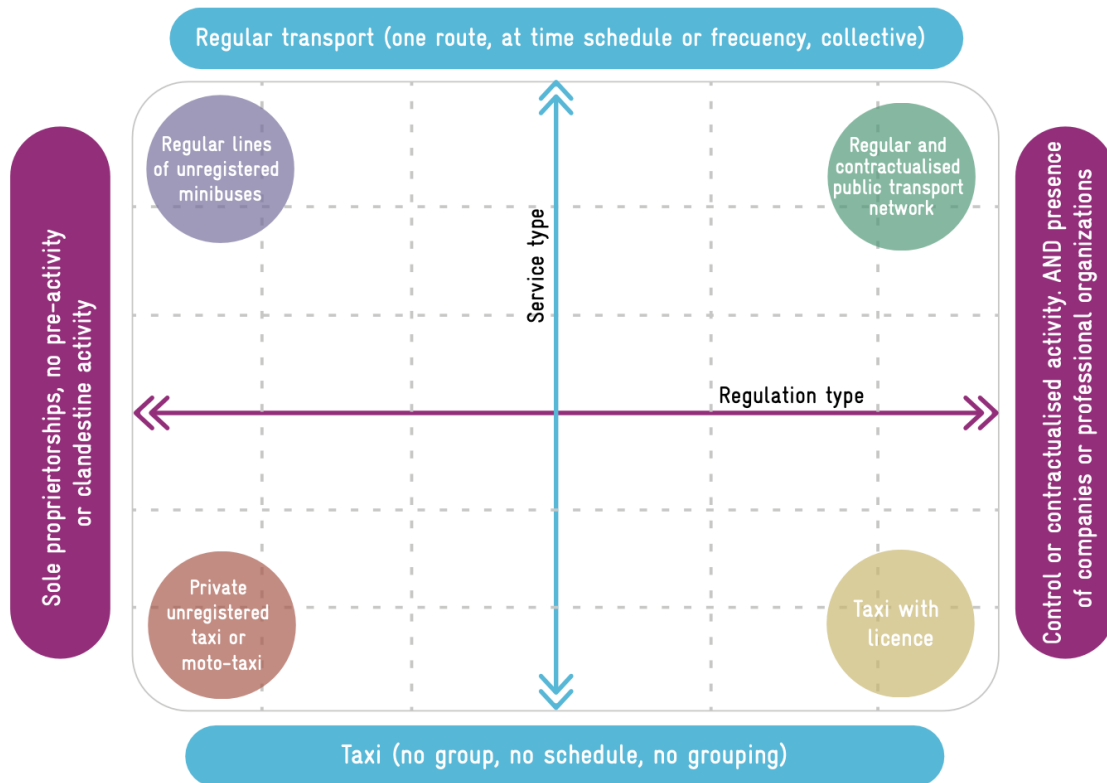 Regular transport (one route, at time schedule or frecuency, collective)
Sole propriertorships, no pre-activity
or clandestine activity
Regular lines
of unregistered
minibuses
Service type
Regular and
contractualised
public transport
network
Regulation type
Private
unregistered
taxi or
moto-taxi
Taxi with
licence
Control or contractualised activity. AND presence
of companies or professional organizations
Taxi (no group, no schedule, no grouping)